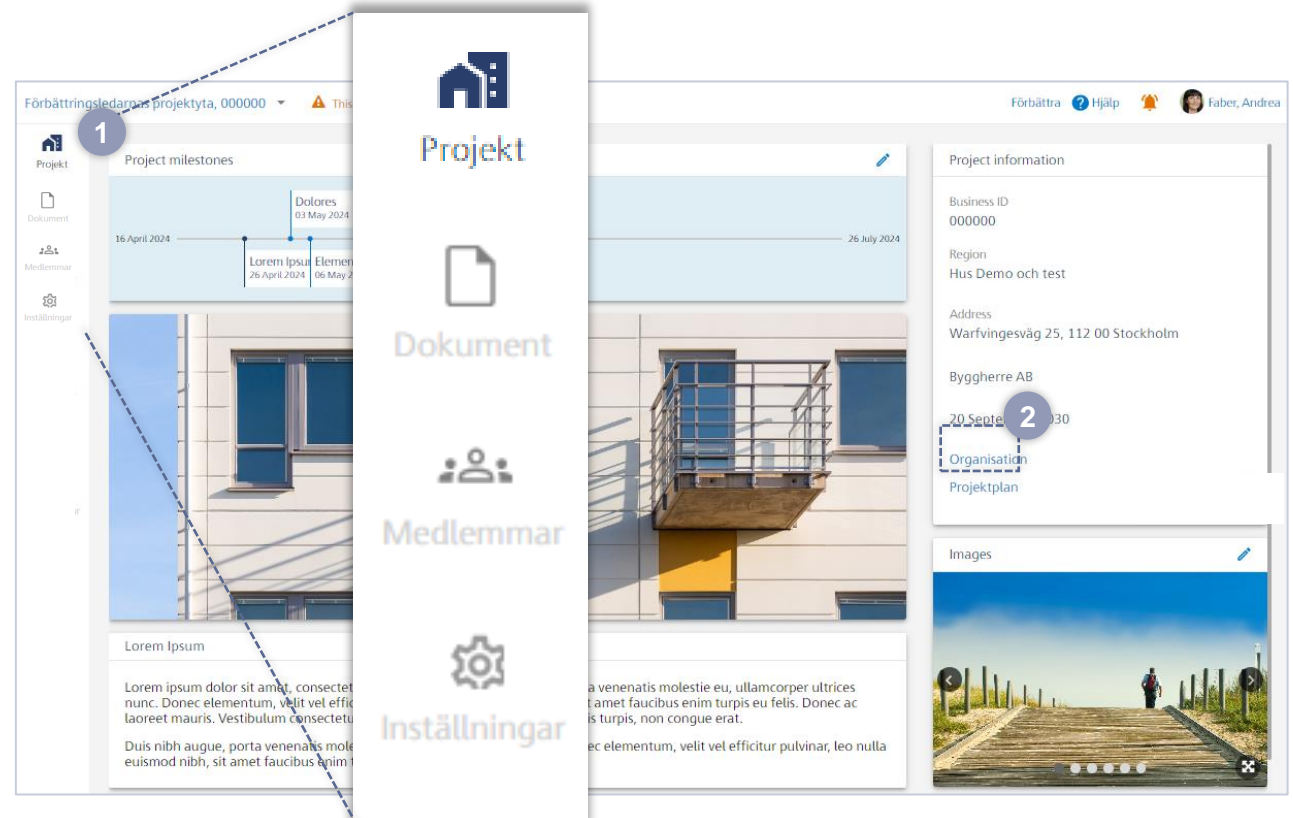 Förbättringsledarnas projektyta, 000000
This
Förbättra
Hjälp
Faber, Andrea
1
Projekt
Dokument
Medlemmar
Inställningar
Projekt
Dokument
Medlemmar
Inställningar
Project milestones
16 April 2024
Dolores
03 May 2024
Lorem Ipsur
26 April 2024
Elemen
06 May 2
26 July 2024
Lorem Ipsum
Lorem ipsum dolor sit amet, consectet a venenatis molestie eu, ullamcorper ultrices
nunc. Donec elementum, velit vel effic t amet faucibus enim turpis eu felis. Donec ac
laoreet mauris. Vestibulum consectetu is turpis, non congue erat.
Duis nibh augue, porta venenatis mole ec elementum, velit vel efficitur pulvinar, leo nulla
euismod nibh, sit amet faucibus enim t
Project information
Business ID
000000
Region
Hus Demo och test
Address
Warfvingesväg 25, 112 00 Stockholm
Byggherre AB
20 Septe 030
2
Organisation
Projektplan
Images